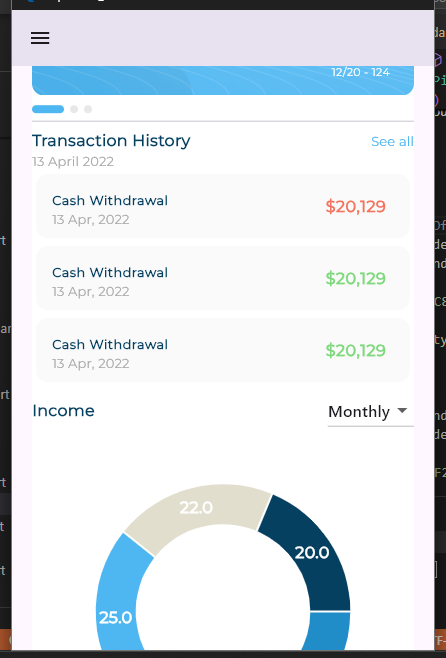 12/20 - 124
Transaction History
See all
13 April 2022
Cash Withdrawal
$20,129
13 Apr, 2022
Cash Withdrawal
$20,129
13 Apr, 2022
Cash Withdrawal
$20,129
13 Apr, 2022
Income
Monthly
22.0
20.0
25.0